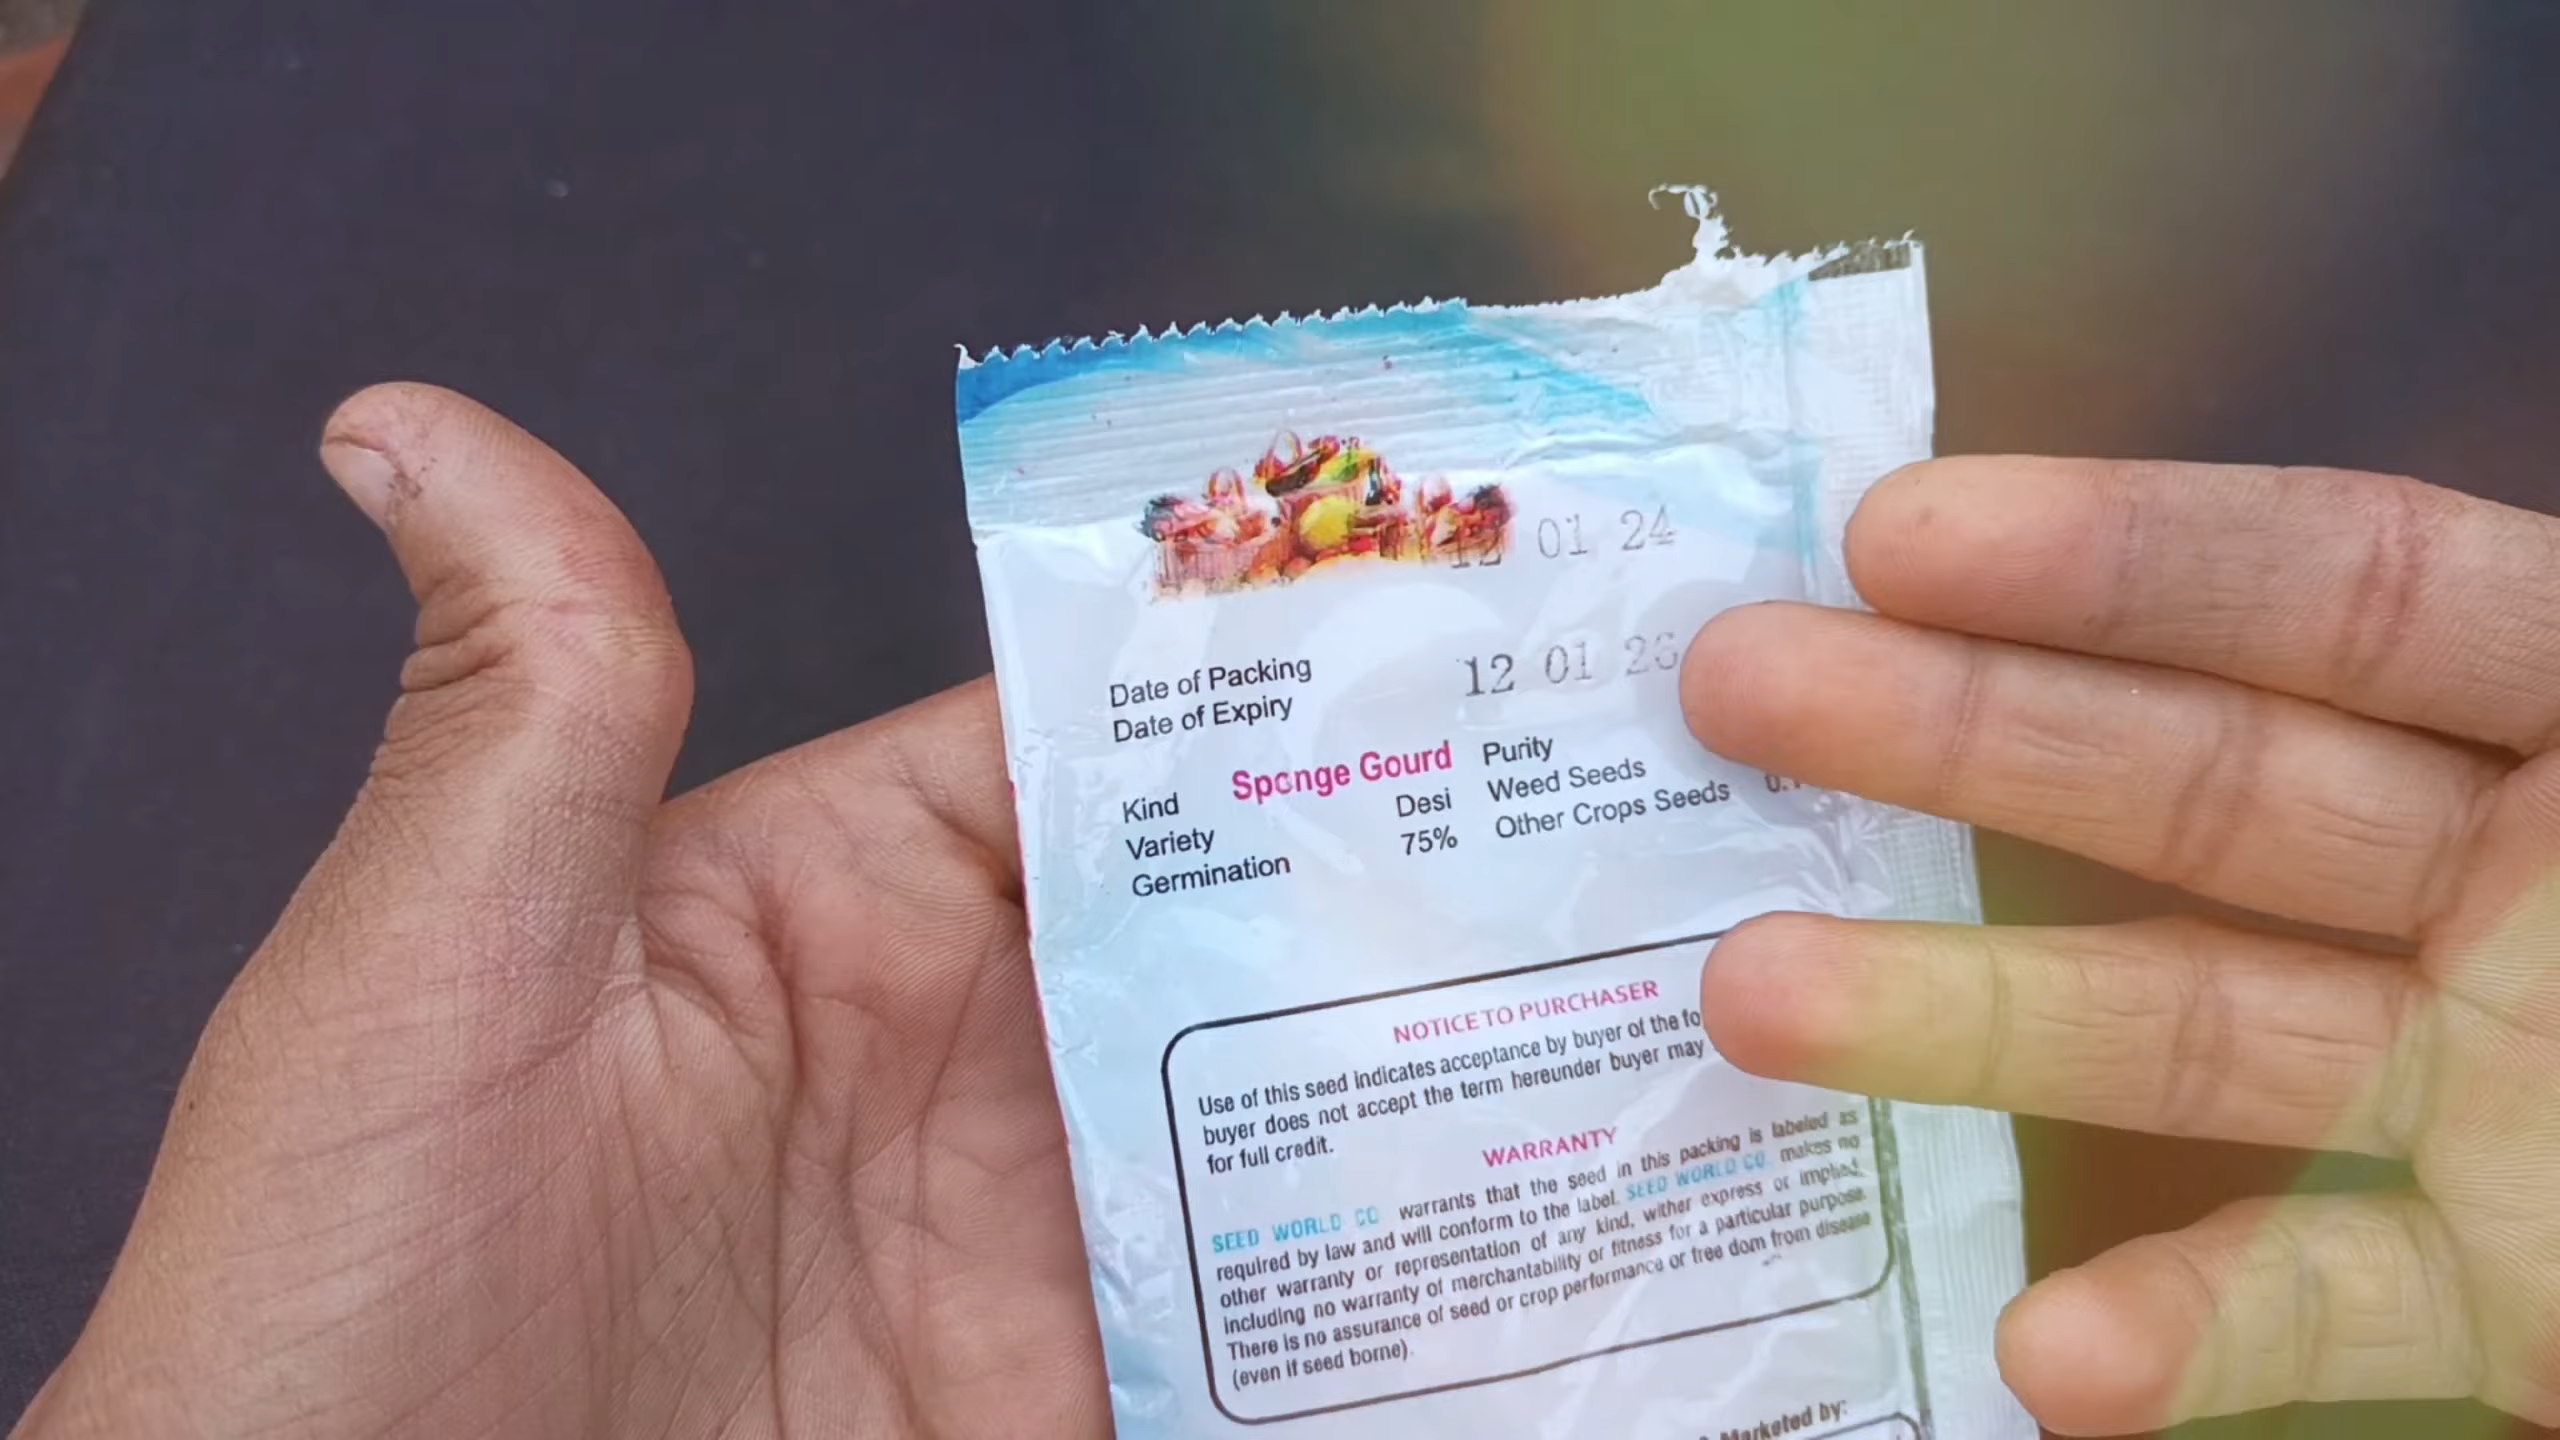 12 01 24
Date of Packing
Date of Expiry 12 01 26
Kind Sponge Gourd
Variety Desi
Germination 75%
Purity
Weed Seeds
Other Crops Seeds
NOTICE TO PURCHASER
Use of this seed indicates acceptance by buyer of the
buyer does not accept the term hereunder buyer may
for full credit.
WARRANTY
SEED WORLD CO warrants that the seed in this packing is labeled as
required by law and will conform to the label. SEED WORLD CO. makes no
other warranty or representation of any kind, wither express or implied,
including no warranty of merchantability or fitness for a particular purpose.
There is no assurance of seed or crop performance or free dom from disease
(even if seed borne).
Marketed by: